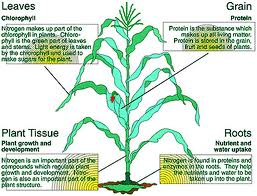 Leaves
Chlorophyll
Nitrogen makes up part of the
chlorophyll in plants. Chloro-
phyll is the green part of leaves
and stems. Light energy is taken
by the chlorophyll and used to
make sugars for the plant.
Grain
Protein
Protein is the substance which
makes up all living matter.
Protein is stored in the grain,
fruit and seeds of plants.
Plant Tissue
Plant growth and
development
Nitrogen is an important part of the
compounds which regulate plant
growth and development. Nitro-
gen is also an important part of the
plant structure.
Roots
Nutrient and
water uptake
Nitrogen is found in proteins
and enzymes in the roots. They help
the nutrients and water to be
taken up into the plant.